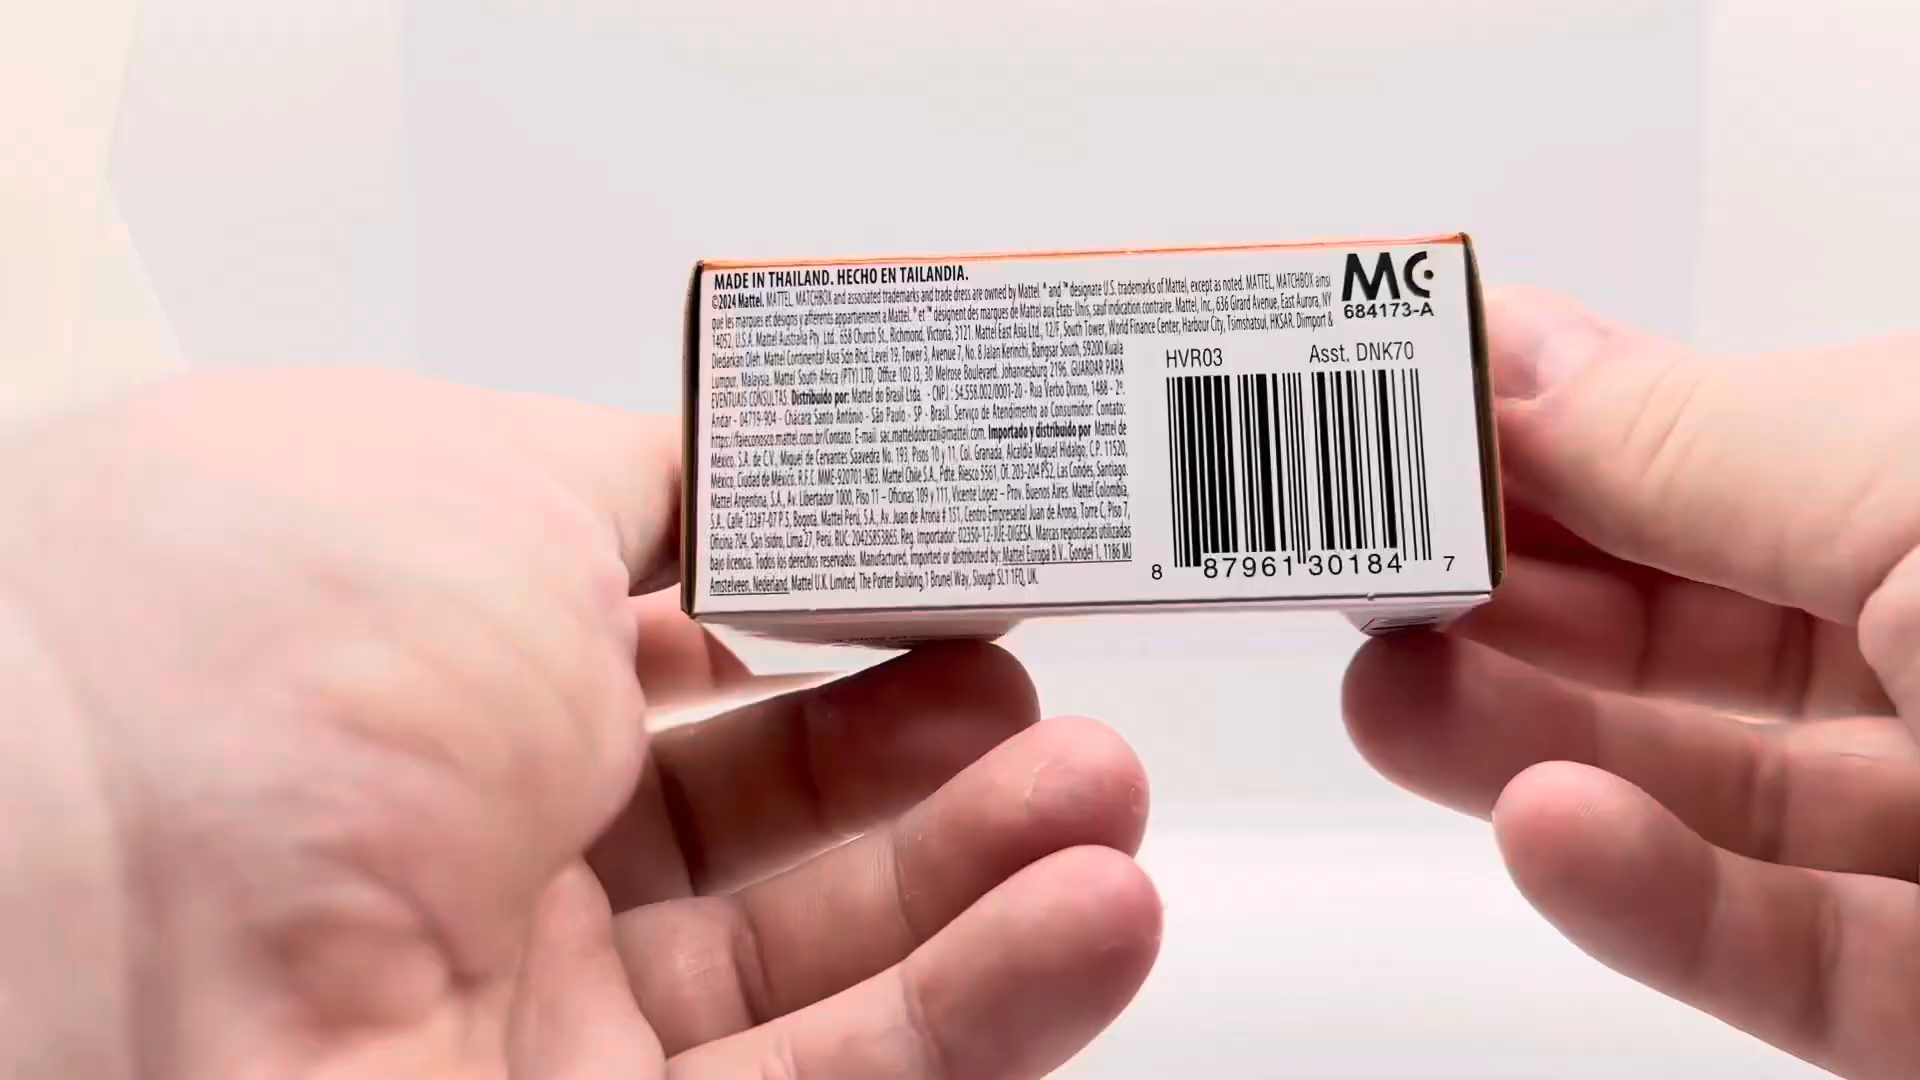 MADE IN THAILAND. HECHO EN TAILANDIA.
©2024 Mattel. MATTEL, MATCHBOX and associated trademarks and trade dress are owned by Mattel. ® and ™ designate U.S. trademarks of Mattel, except as noted. MATTEL, MATCHBOX ainsi
que les marques et designs y afférents appartiennent à Mattel. ® et ™ désignent des marques de Mattel aux États-Unis, sauf indication contraire. Mattel, Inc., 636 Girard Avenue, East Aurora, NY
14052, U.S.A. Mattel Australia Pty. Ltd., 658 Church St., Richmond, Victoria, 3121. Mattel East Asia Ltd., 12/F, South Tower, World Finance Center, Harbour City, Tsimshatsui, HKSAR. Diimport &
Diedarkan Oleh: Mattel Continental Asia Sdn Bhd. Level 19, Tower 3, Avenue 7, No. 8 Jalan Kerinchi, Bangsar South, 59200 Kuala
Lumpur, Malaysia. Mattel South Africa (PTY) LTD, Office 102 I3, 30 Melrose Boulevard, Johannesburg 2196. GUARDAR PARA
EVENTUAIS CONSULTAS. Distribuido por: Mattel do Brasil Ltda. - CNPJ : 54.558.002/0001-20 - Rua Verbo Divino, 1488 - 2º.
Andar - 04719-904 - Chácara Santo Antônio - São Paulo - SP - Brasil. Serviço de Atendimento ao Consumidor: Contato:
https://faleconosco.mattel.com.br/Contato. E-mail: sac.matteldobrazil@mattel.com. Importado y distribuido por: Mattel de
México, S.A. de C.V., Miguel de Cervantes Saavedra No. 193, Pisos 10 y 11, Col. Granada, Alcaldía Miguel Hidalgo, C.P. 11520,
México, Ciudad de México. R.F.C. MME-920701-NB3. Mattel Chile S.A., Pdte. Riesco 5561, Of. 203-204 P52, Las Condes, Santiago.
Mattel Argentina, S.A., Av. Libertador 1000, Piso 11 – Oficinas 109 y 111, Vicente Lopez – Prov. Buenos Aires. Mattel Colombia,
S.A., Calle 123#7-07 P.5, Bogotá. Mattel Perú, S.A., Av. Juan de Arona # 151, Centro Empresarial Juan de Arona, Torre C, Piso 7,
Oficina 704, San Isidro, Lima 27, Perú. RUC: 20425853865. Reg. Importador: 02350-12-JUE-DIGESA. Marcas registradas utilizadas
bajo licencia. Todos los derechos reservados. Manufactured, imported or distributed by: Mattel Europa B.V., Gondel 1, 1186 MJ
Amstelveen, Nederland. Mattel U.K. Limited, The Porter Building, 1 Brunel Way, Slough SL1 1FQ, UK.
MC
684173-A
HVR03 Asst. DNK70
8 87961 30184 7